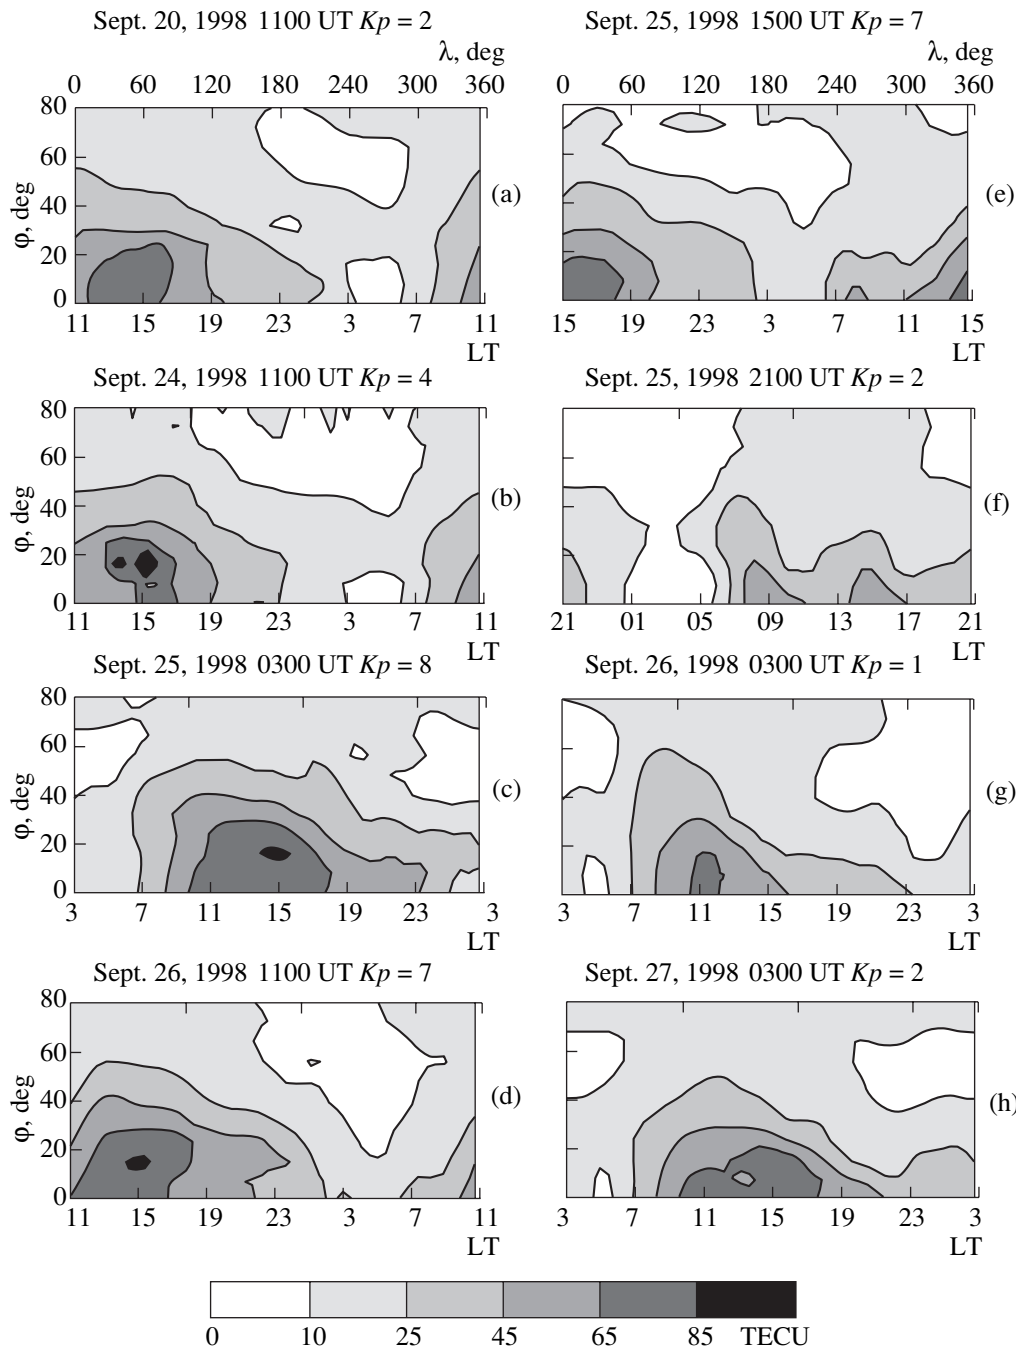 Sept. 20, 1998 1100 UT Kp = 2
λ, deg
0 60 120 180 240 300 360
80
60
40
20
0
φ, deg
(a)
11 15 19 23 3 7 11
LT
Sept. 25, 1998 1500 UT Kp = 7
λ, deg
0 60 120 180 240 300 360
(e)
15 19 23 3 7 11 15
LT
Sept. 24, 1998 1100 UT Kp = 4
80
60
40
20
0
φ, deg
(b)
11 15 19 23 3 7 11
LT
Sept. 25, 1998 2100 UT Kp = 2
(f)
21 01 05 09 13 17 21
LT
Sept. 25, 1998 0300 UT Kp = 8
80
60
40
20
0
φ, deg
(c)
3 7 11 15 19 23 3
LT
Sept. 26, 1998 0300 UT Kp = 1
(g)
3 7 11 15 19 23 3
LT
Sept. 26, 1998 1100 UT Kp = 7
80
60
40
20
0
φ, deg
(d)
11 15 19 23 3 7 11
LT
Sept. 27, 1998 0300 UT Kp = 2
(h)
3 7 11 15 19 23 3
LT
0 10 25 45 65 85 TECU